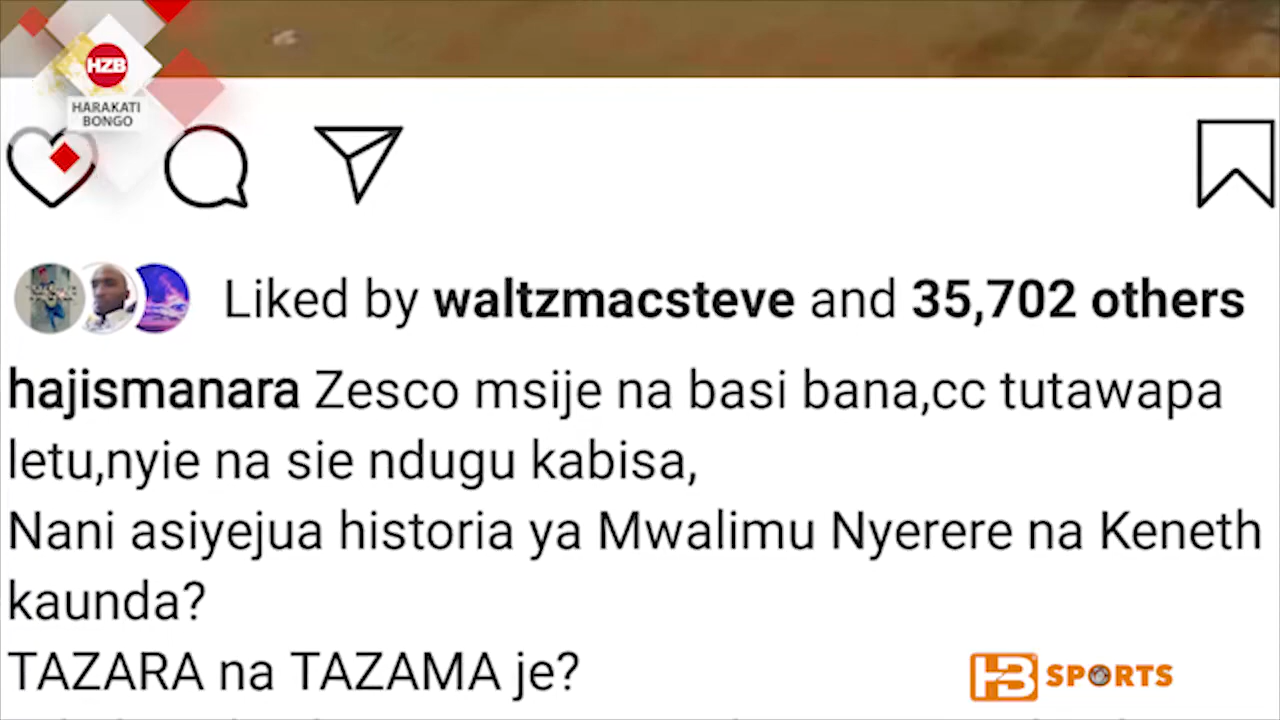 HZB
HARAKATI
BONGO
Liked by waltzmacsteve and 35,702 others
hajismanara Zesco msije na basi bana,cc tutawapa
letu,nyie na sie ndugu kabisa,
Nani asiyejua historia ya Mwalimu Nyerere na Keneth
kaunda?
TAZARA na TAZAMA je?
HB SPORTS